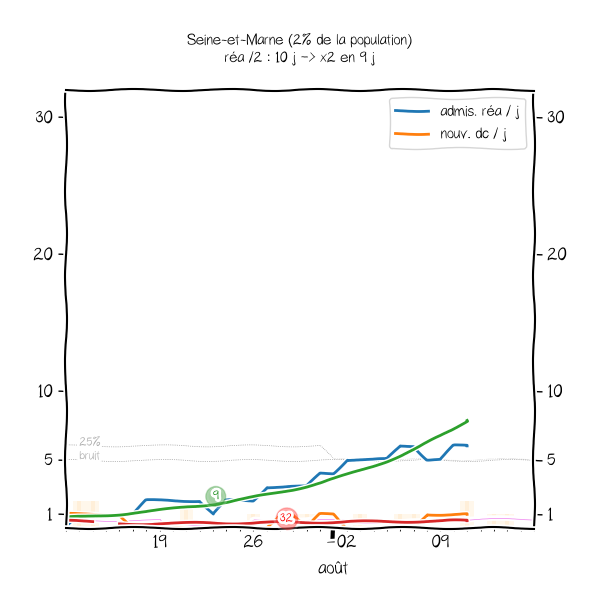 Seine-et-Marne (2% de la population)
réa /2 : 10 j -> x2 en 9 j
admis. réa / j
nouv. dc / j
30
30
20
20
10
10
25%
bruit
5
5
9
32
1
1
19
26
02
09
août